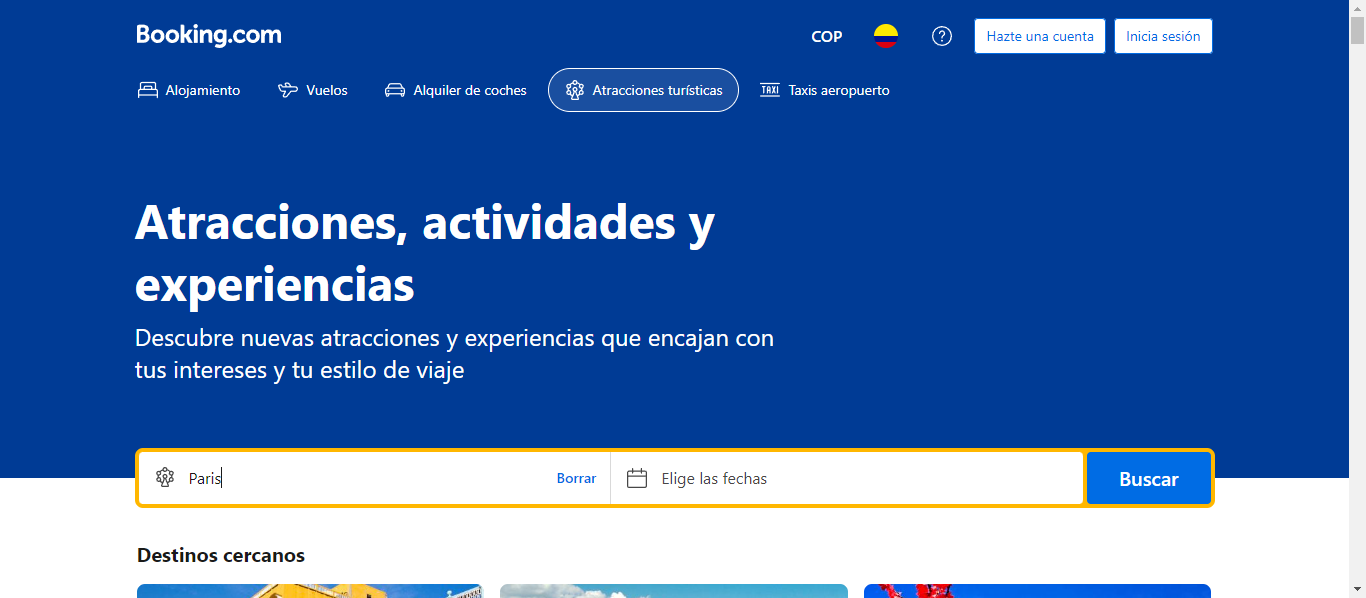 Booking.com
COP
Hazte una cuenta
Inicia sesión
Alojamiento
Vuelos
Alquiler de coches
Atracciones turísticas
TAXI
Taxis aeropuerto
Atracciones, actividades y
experiencias
Descubre nuevas atracciones y experiencias que encajan con
tus intereses y tu estilo de viaje
Paris
Borrar
Elige las fechas
Buscar
Destinos cercanos